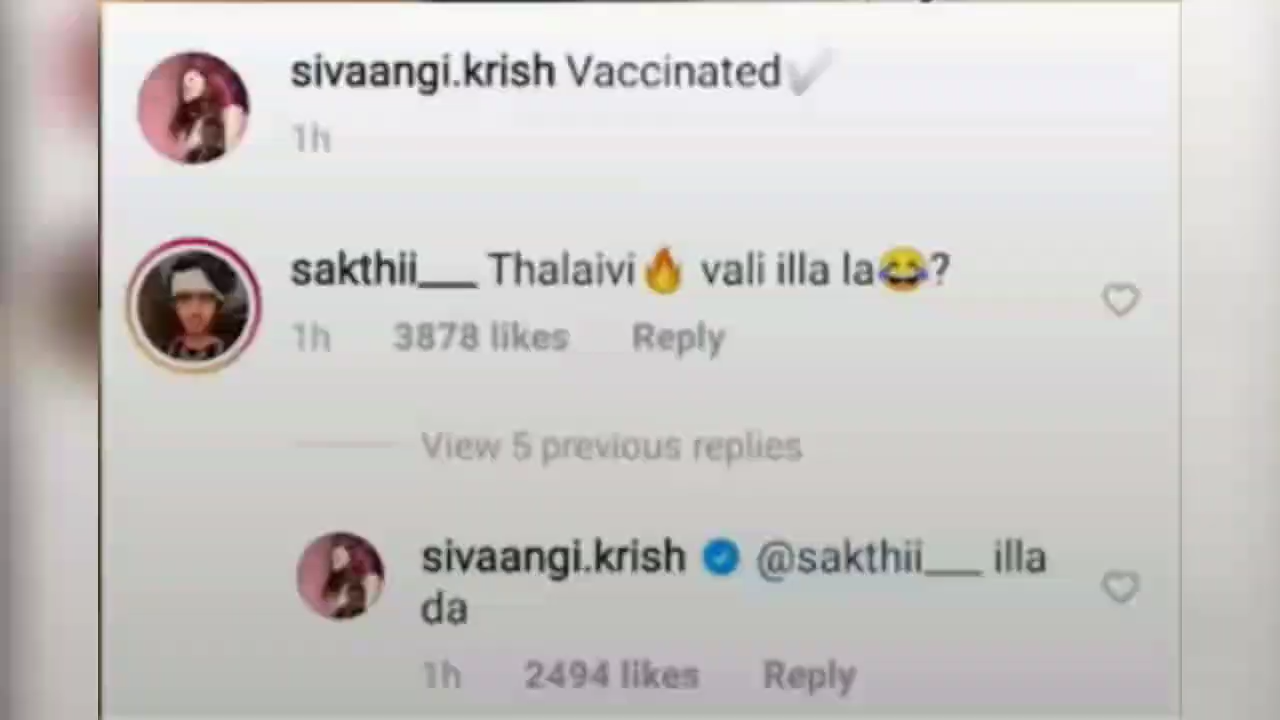 sivaangi.krish Vaccinated✔
1h
sakthii___ Thalaivi🔥 vali illa la😂?
1h 3878 likes Reply
View 5 previous replies
sivaangi.krish @sakthii___ illa
da
1h 2494 likes Reply